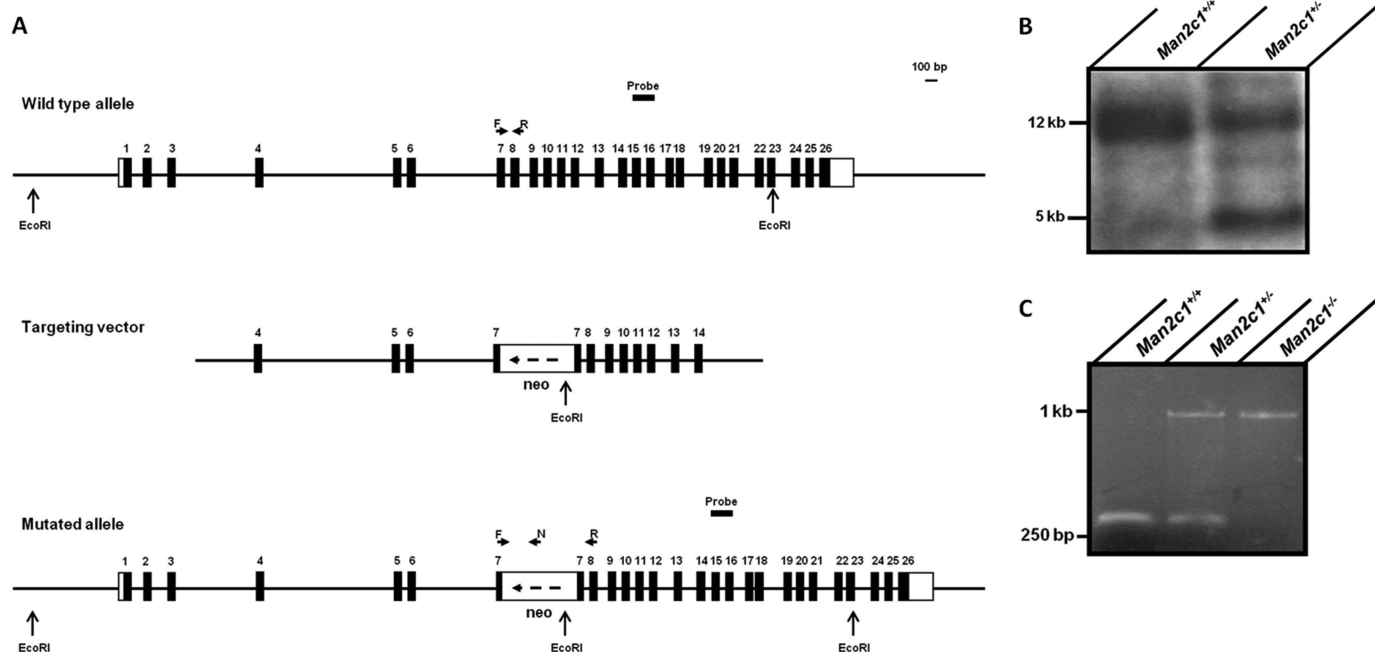 A
Wild type allele
Probe
100 bp
F R
1 2 3 4 5 6 7 8 9 10 11 12 13 14 15 16 17 18 19 20 21 22 23 24 25 26
EcoRI EcoRI
Targeting vector
4 5 6 7 7 8 9 10 11 12 13 14
neo
EcoRI
Mutated allele
Probe
F N R
1 2 3 4 5 6 7 7 8 9 10 11 12 13 14 15 16 17 18 19 20 21 22 23 24 25 26
neo
EcoRI EcoRI EcoRI
B
Man2c1+/+ Man2c1+/-
12 kb
5 kb
C
Man2c1+/+ Man2c1+/- Man2c1-/-
1 kb
250 bp